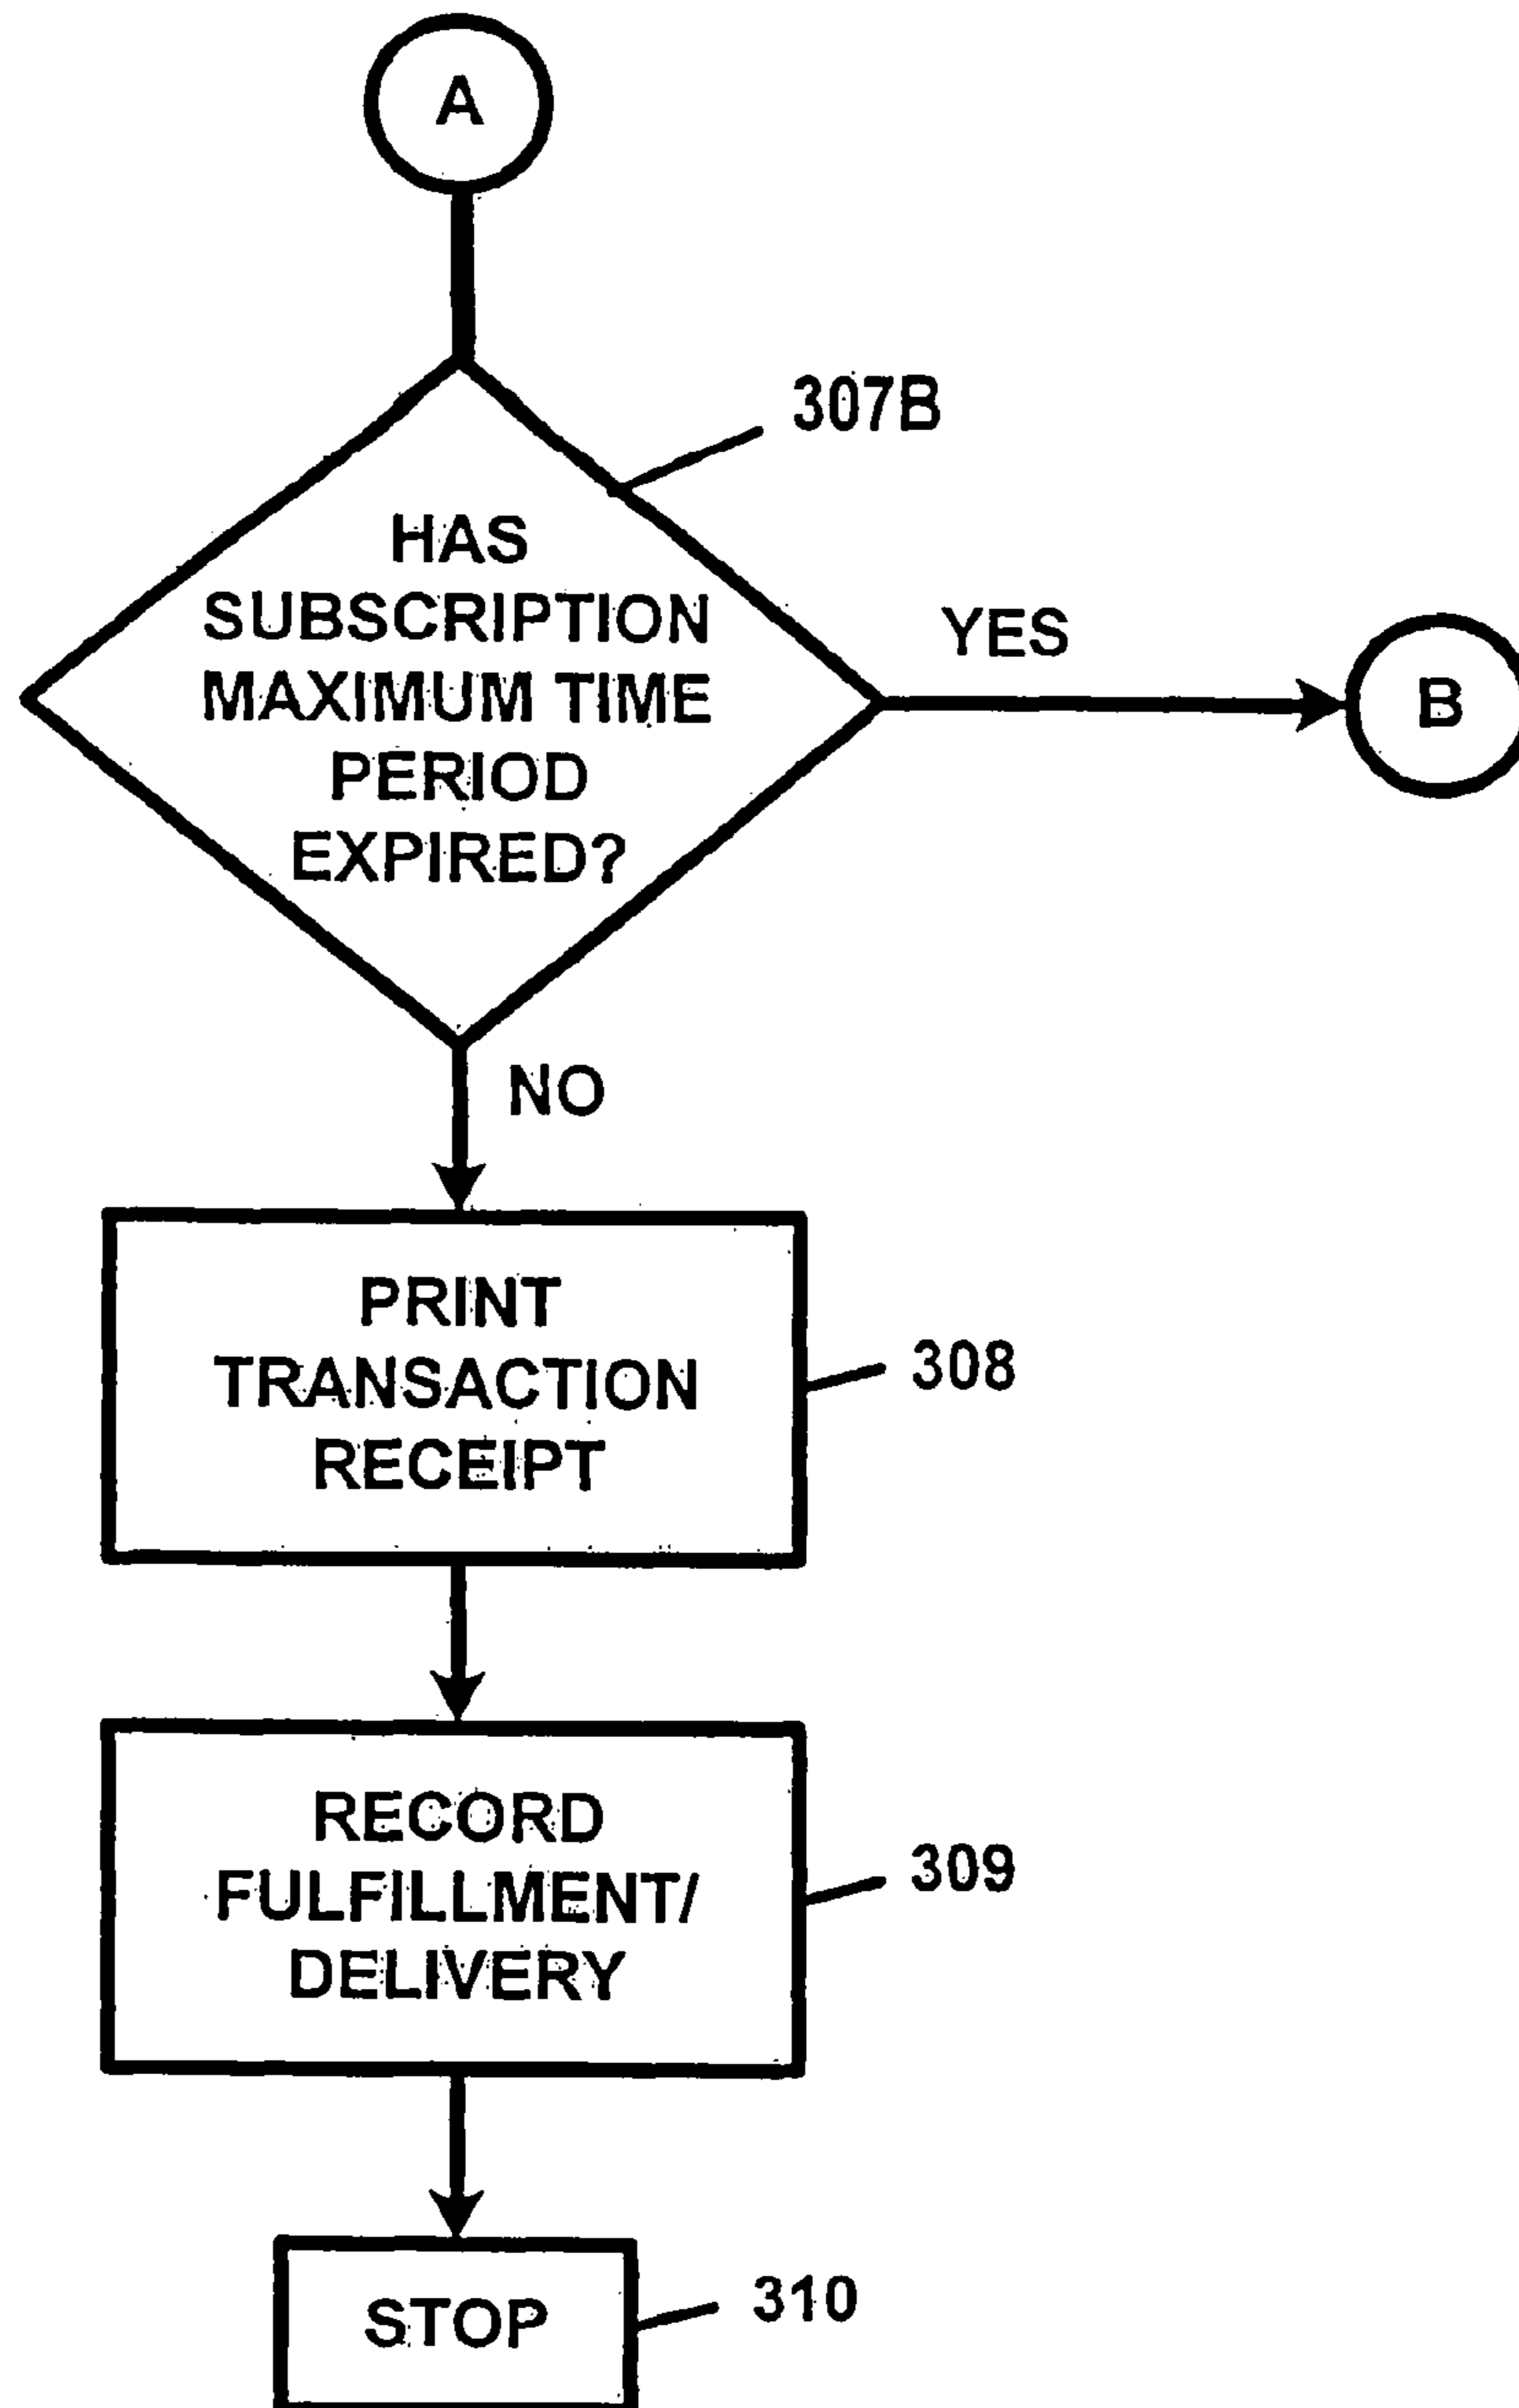 A
307B
HAS
SUBSCRIPTION
MAXIMUM TIME
PERIOD
EXPIRED?
YES
B
NO
PRINT
TRANSACTION
RECEIPT
308
RECORD
FULFILLMENT/
DELIVERY
309
STOP
310